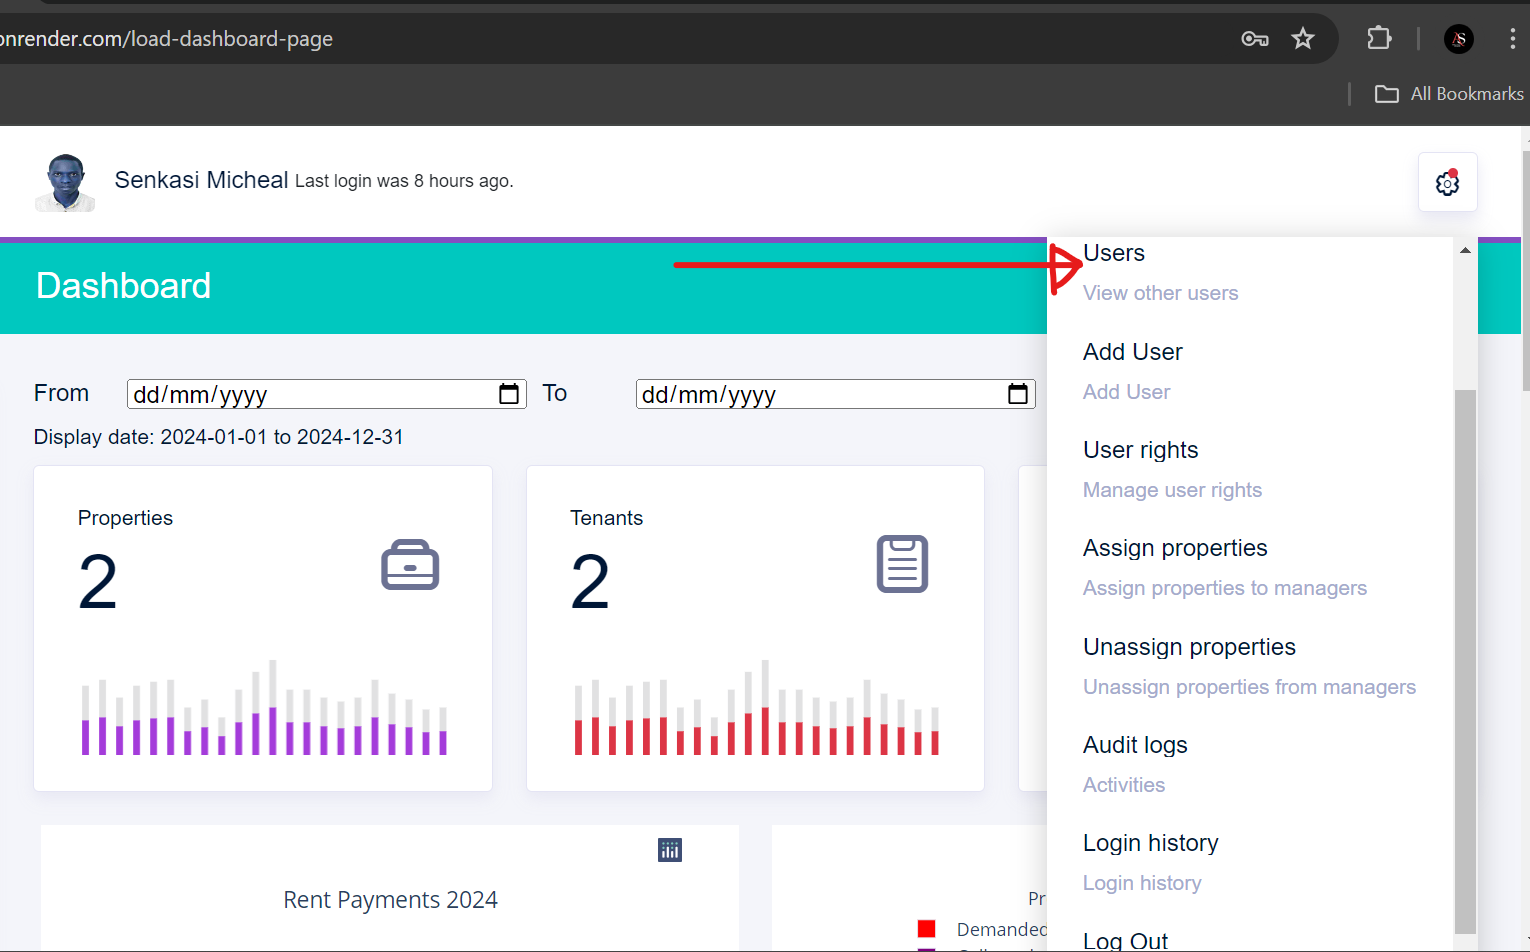 onrender.com/load-dashboard-page
All Bookmarks
Senkasi Micheal Last login was 8 hours ago.
Dashboard
From dd/mm/yyyy To dd/mm/yyyy
Display date: 2024-01-01 to 2024-12-31
Properties
2
Tenants
2
Rent Payments 2024
Pr
Demanded
Users
View other users
Add User
Add User
User rights
Manage user rights
Assign properties
Assign properties to managers
Unassign properties
Unassign properties from managers
Audit logs
Activities
Login history
Login history
Log Out